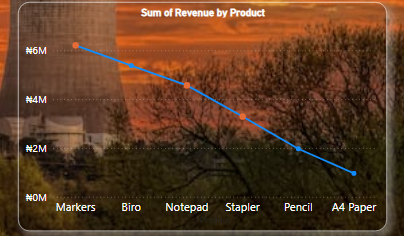 Sum of Revenue by Product
₦6M
₦4M
₦2M
₦0M
Markers Biro Notepad Stapler Pencil A4 Paper